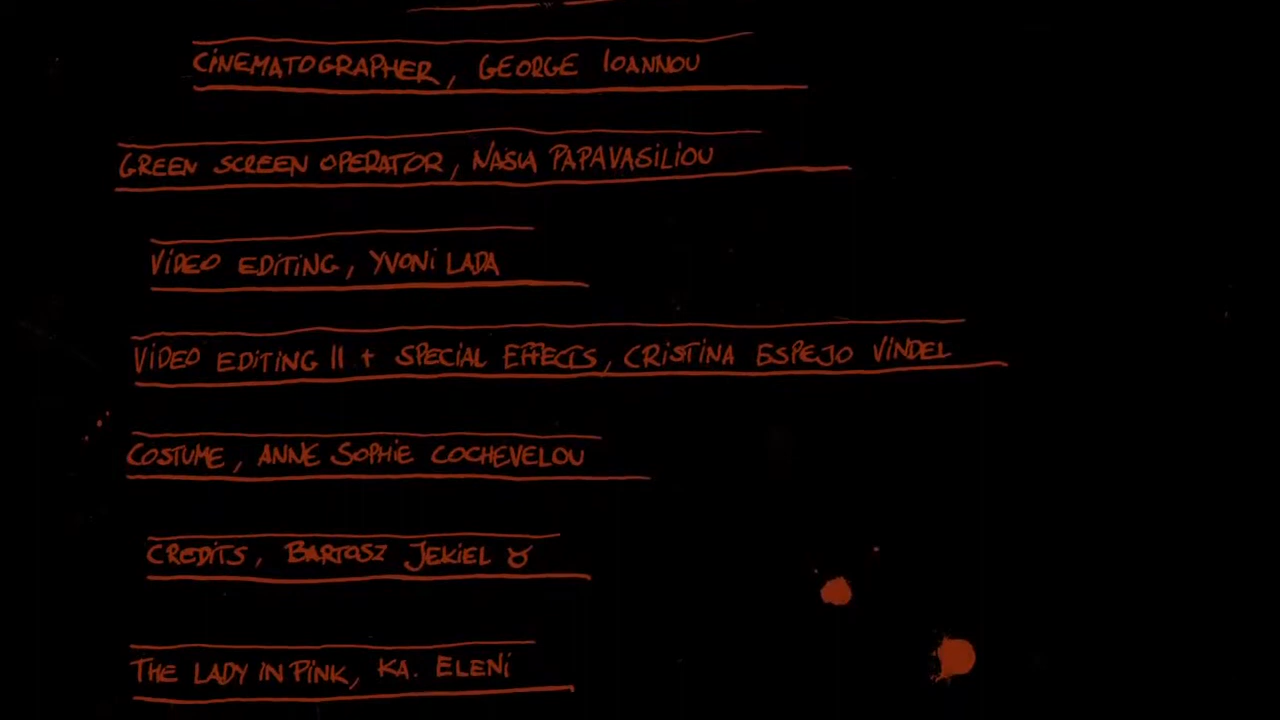 CINEMATOGRAPHER, GEORGE IOANNOU
GREEN SCREEN OPERATOR, NASIA PAPAVASILIOU
VIDEO EDITING, YVONI LADA
VIDEO EDITING II + SPECIAL EFFECTS, CRISTINA ESPEJO VINDEL
COSTUME, ANNE SOPHIE COCHEVELOU
CREDITS, BARTOSZ JEKIEL ♉
THE LADY IN PINK, KA. ELENI